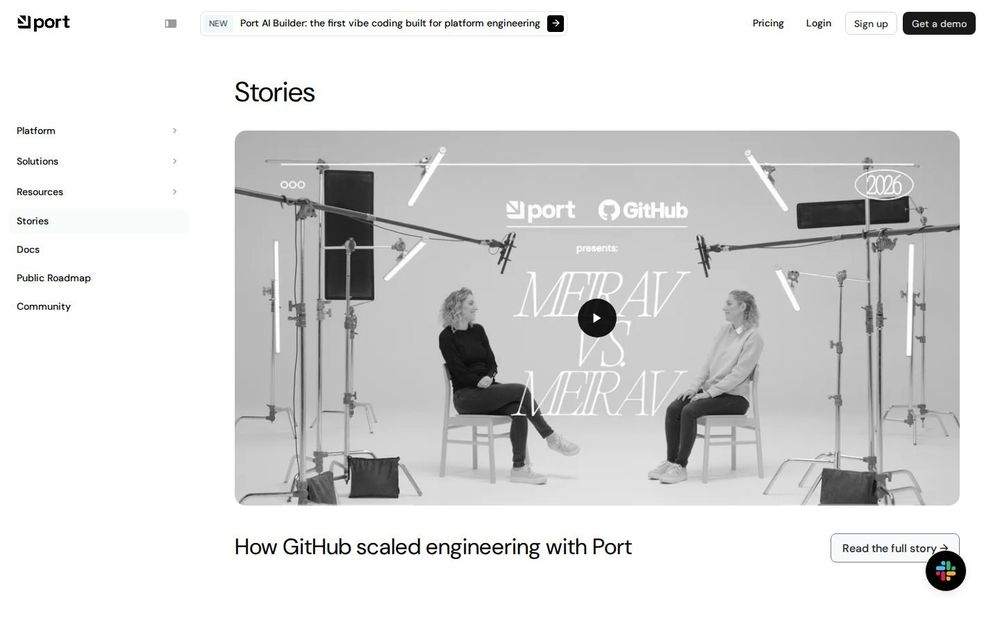 port
NEW Port AI Builder: the first vibe coding built for platform engineering →
Pricing
Login
Sign up
Get a demo
Platform
Solutions
Resources
Stories
Docs
Public Roadmap
Community
Stories
2026
port GitHub
presents:
MEIRAV
VS.
MEIRAV
How GitHub scaled engineering with Port
Read the full story →